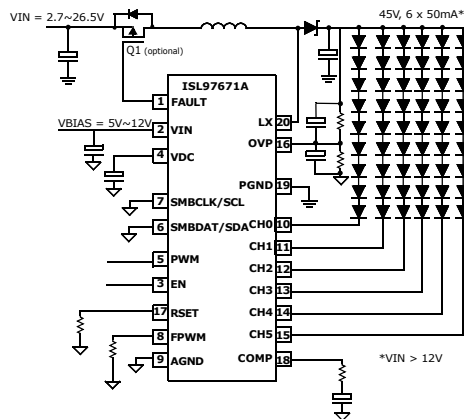 VIN = 2.7~26.5V
45V, 6 x 50mA*
Q1 (optional)
ISL97671A
1 FAULT
LX 20
VBIAS = 5V~12V
2 VIN
OVP 16
4 VDC
PGND 19
7 SMBCLK/SCL
CH0 10
6 SMBDAT/SDA
CH1 11
5 PWM
CH2 12
3 EN
CH3 13
17 RSET
CH4 14
8 FPWM
CH5 15
9 AGND
COMP 18
*VIN > 12V